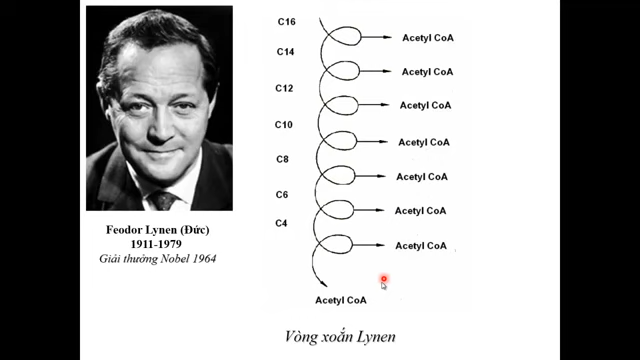 Feodor Lynen (Đức)
1911-1979
Giải thưởng Nobel 1964
C16
Acetyl CoA
C14
Acetyl CoA
C12
Acetyl CoA
C10
Acetyl CoA
C8
Acetyl CoA
C6
Acetyl CoA
C4
Acetyl CoA
Acetyl CoA
Vòng xoắn Lynen